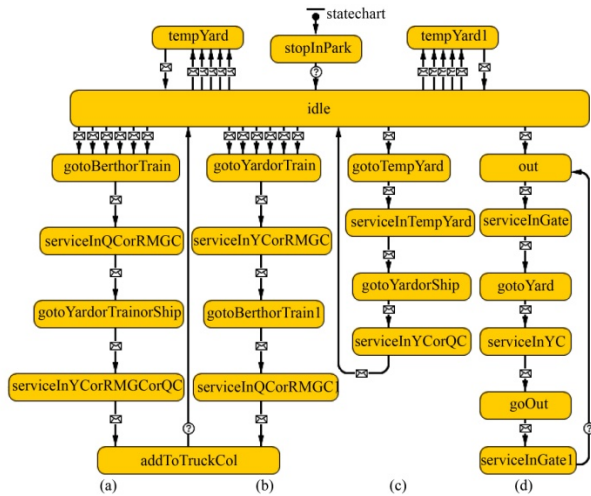 statechart
tempYard
stopInPark
tempYard1
?
idle
gotoBerthorTrain
gotoYardorTrain
gotoTempYard
out
serviceInQCorRMGC
serviceInYCorRMGC
serviceInTempYard
serviceInGate
gotoYardorTrainorShip
gotoBerthorTrain1
gotoYardorShip
gotoYard
serviceInYCorQC
serviceInYC
serviceInYCorRMGCorQC
serviceInQCorRMGC1
goOut
?
?
addToTruckCol
serviceInGate1
(a)
(b)
(c)
(d)